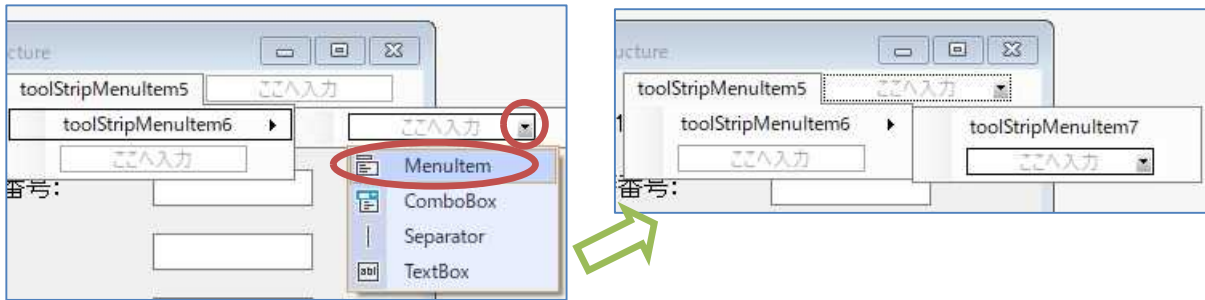 cture
toolStripMenuItem5 ここへ入力
toolStripMenuItem6 ここへ入力
ここへ入力
MenuItem
番号:
ComboBox
Separator
abl TextBox
ucture
toolStripMenuItem5 ここへ入力
toolStripMenuItem6 toolStripMenuItem7
ここへ入力 ここへ入力
番号: